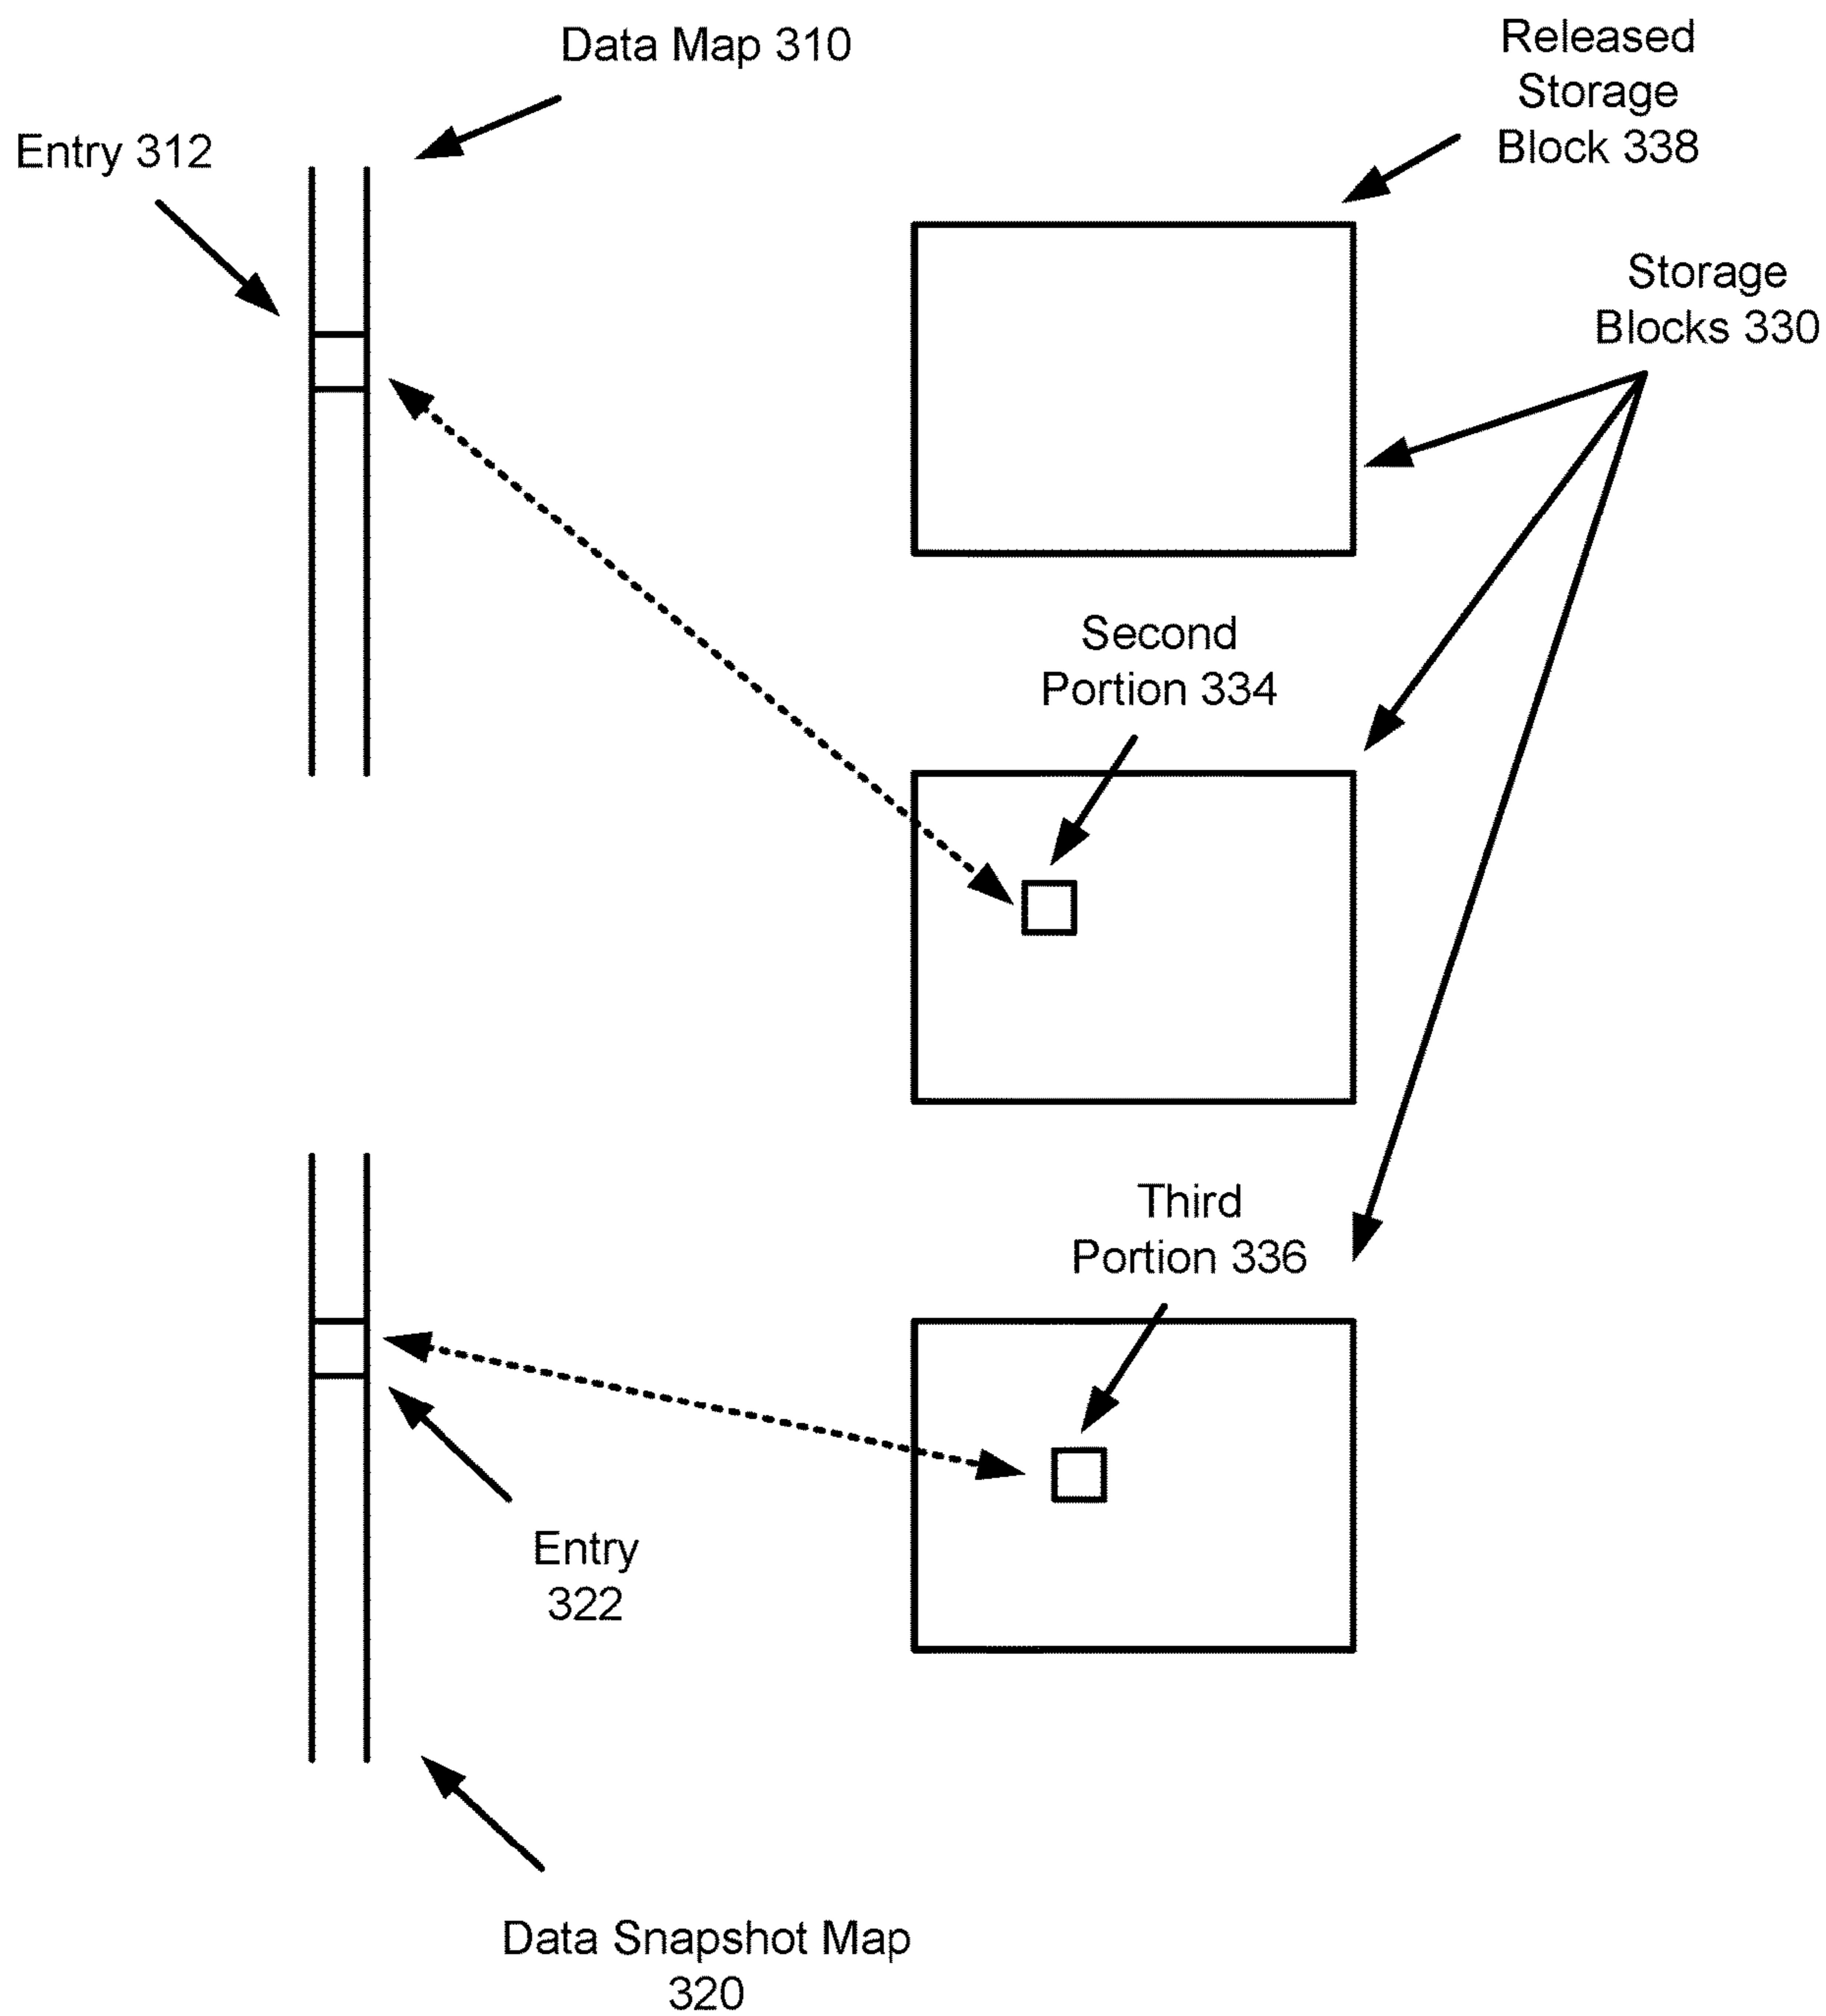 Data Map 310
Released
Storage
Block 338
Entry 312
Storage
Blocks 330
Second
Portion 334
Third
Portion 336
Entry
322
Data Snapshot Map
320